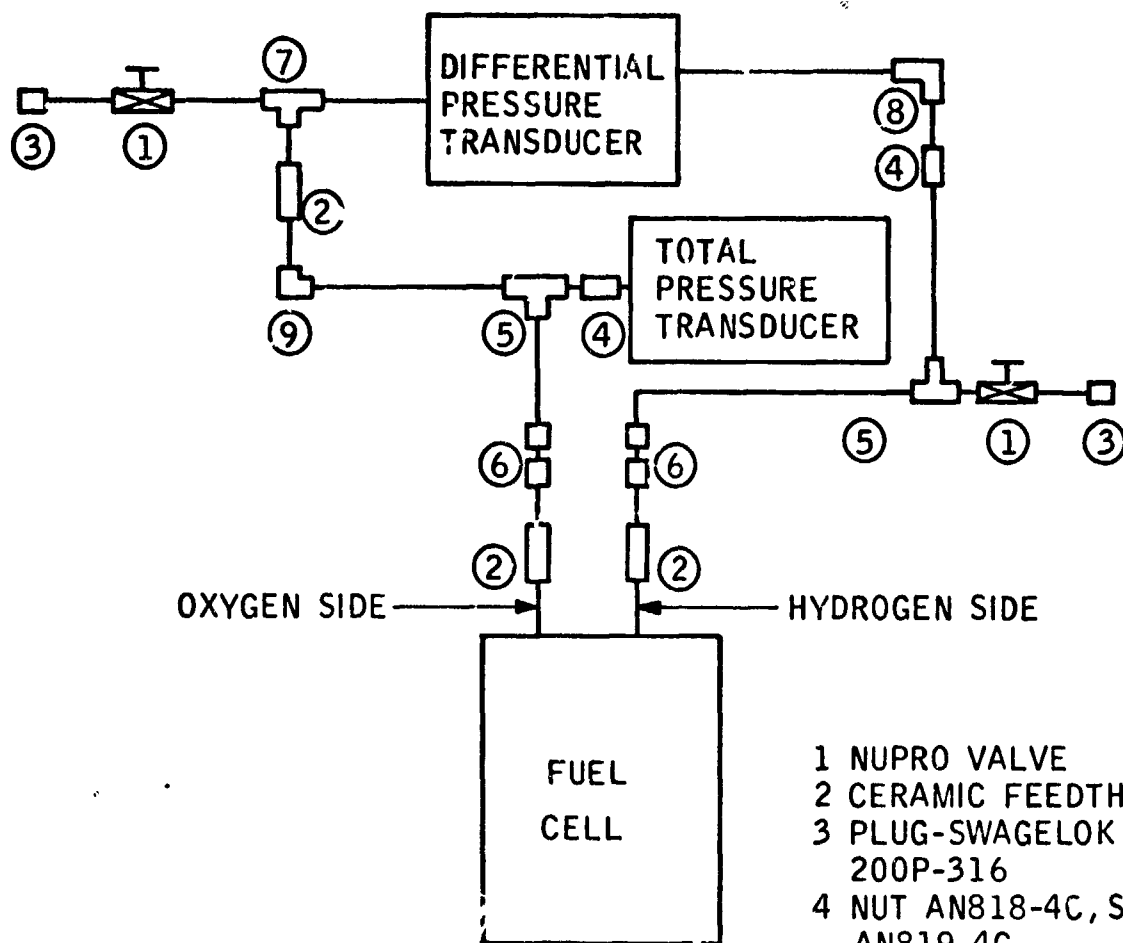 7
DIFFERENTIAL
PRESSURE
TRANSDUCER
8
3
1
4
2
TOTAL
PRESSURE
TRANSDUCER
9
5
4
5
1
3
6
6
2
2
OXYGEN SIDE
HYDROGEN SIDE
FUEL
CELL
1 NUPRO VALVE
2 CERAMIC
3 PLUG-SWAGELOK
200P-316
4 NUT AN818-4C,
AN819-4C